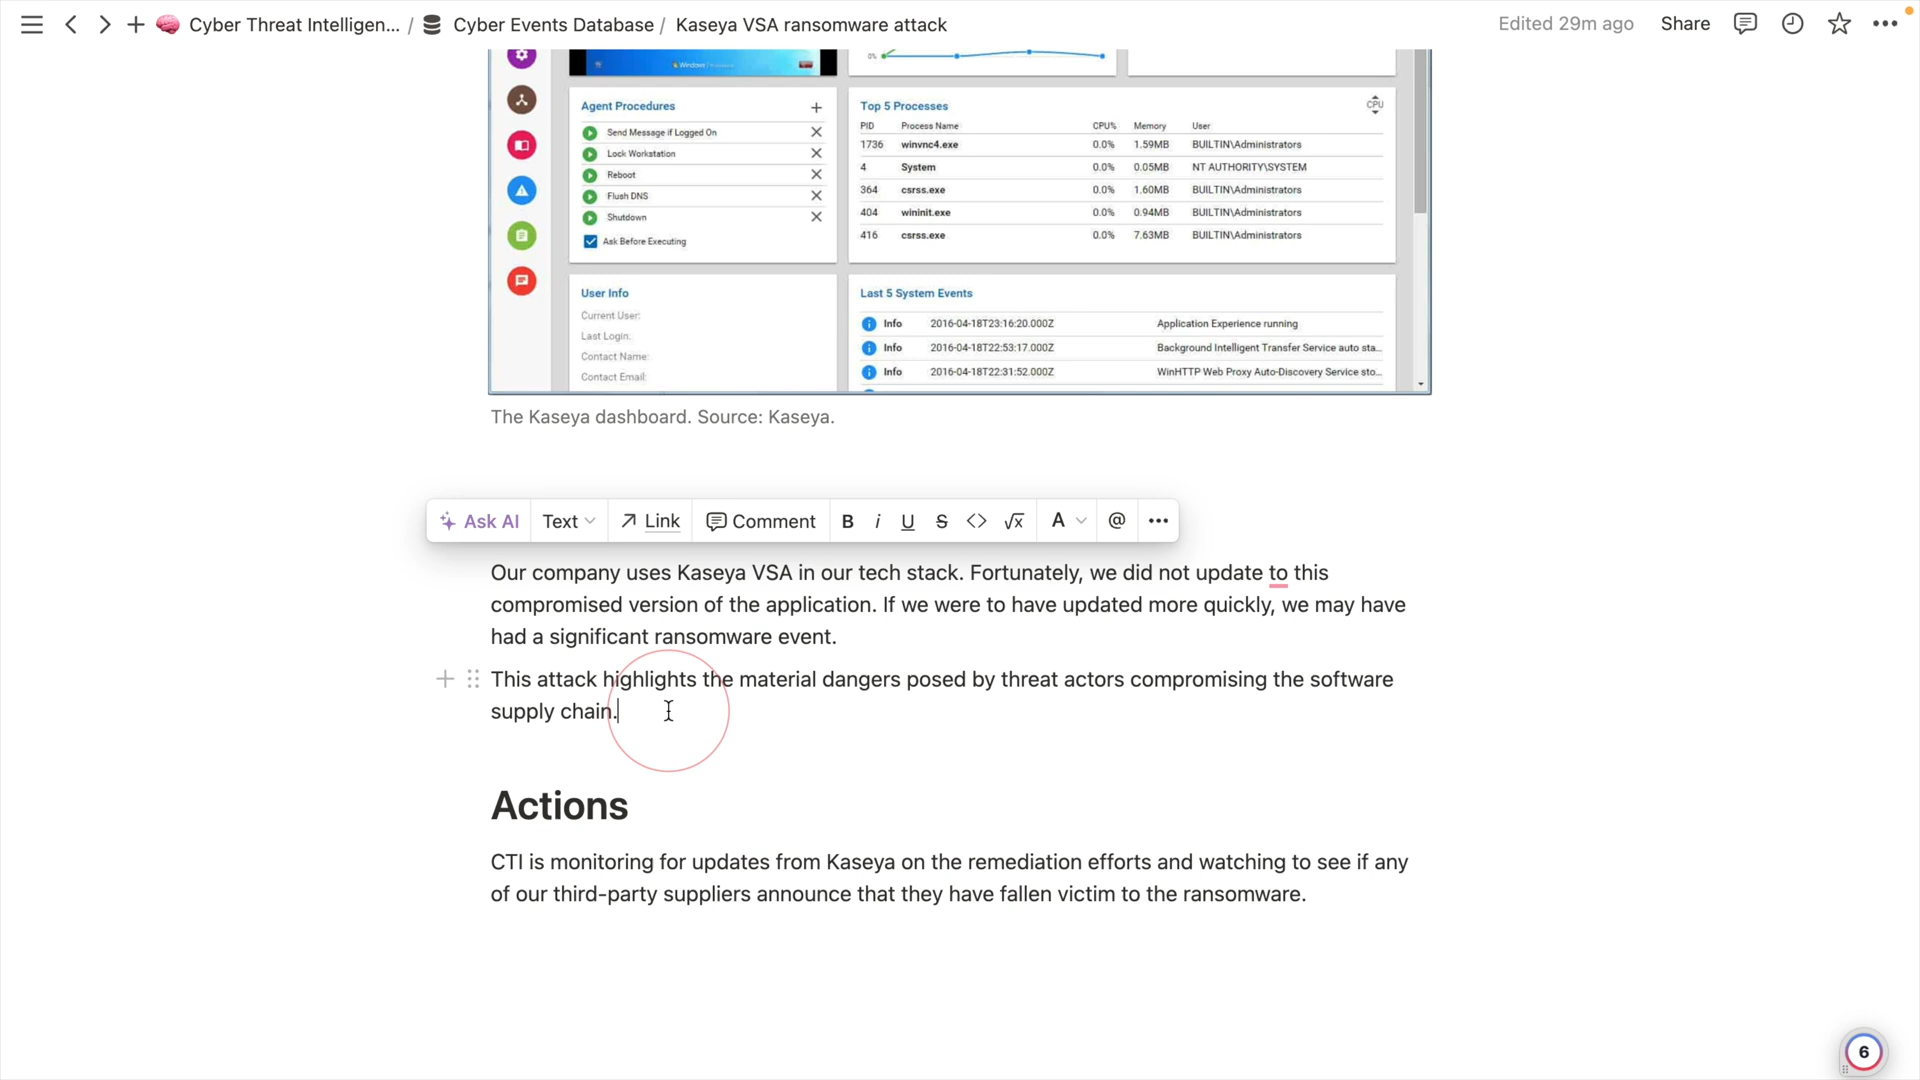 Cyber Threat Intelligen... / Cyber Events Database / Kaseya VSA ransomware attack
Edited 29m ago Share
Windows 7 Professional
0%
Agent Procedures
Send Message if Logged On
Lock Workstation
Reboot
Flush DNS
Shutdown
Ask Before Executing
Top 5 Processes CPU
PID Process Name CPU% Memory User
1736 winvnc4.exe 0.0% 1.59MB BUILTIN\Administrators
4 System 0.0% 0.05MB NT AUTHORITY\SYSTEM
364 csrss.exe 0.0% 1.60MB BUILTIN\Administrators
404 wininit.exe 0.0% 0.94MB BUILTIN\Administrators
416 csrss.exe 0.0% 7.63MB BUILTIN\Administrators
User Info
Current User:
Last Login:
Contact Name:
Contact Email:
Last 5 System Events
Info 2016-04-18T23:16:20.000Z Application Experience running
Info 2016-04-18T22:53:17.000Z Background Intelligent Transfer Service auto sta...
Info 2016-04-18T22:31:52.000Z WinHTTP Web Proxy Auto-Discovery Service sto...
The Kaseya dashboard. Source: Kaseya.
Ask AI Text Link Comment B i U S <> √x A @ •••
Our company uses Kaseya VSA in our tech stack. Fortunately, we did not update to this
compromised version of the application. If we were to have updated more quickly, we may have
had a significant ransomware event.
This attack highlights the material dangers posed by threat actors compromising the software
supply chain.
Actions
CTI is monitoring for updates from Kaseya on the remediation efforts and watching to see if any
of our third-party suppliers announce that they have fallen victim to the ransomware.
6